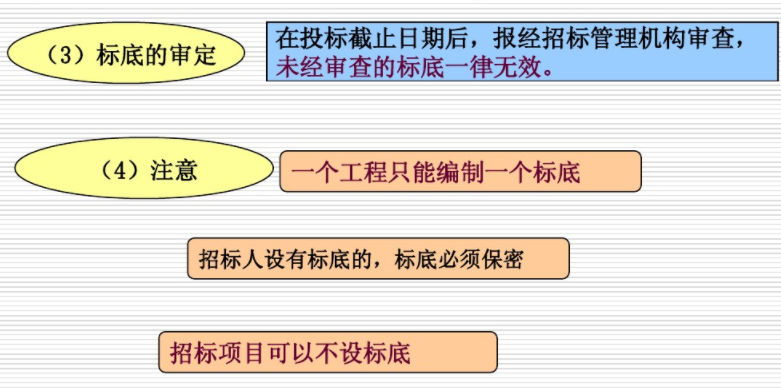 （3）标底的审定
在投标截止日期后，报经招标管理机构审查，
未经审查的标底一律无效。
（4）注意
一个工程只能编制一个标底
招标人设有标底的，标底必须保密
招标项目可以不设标底